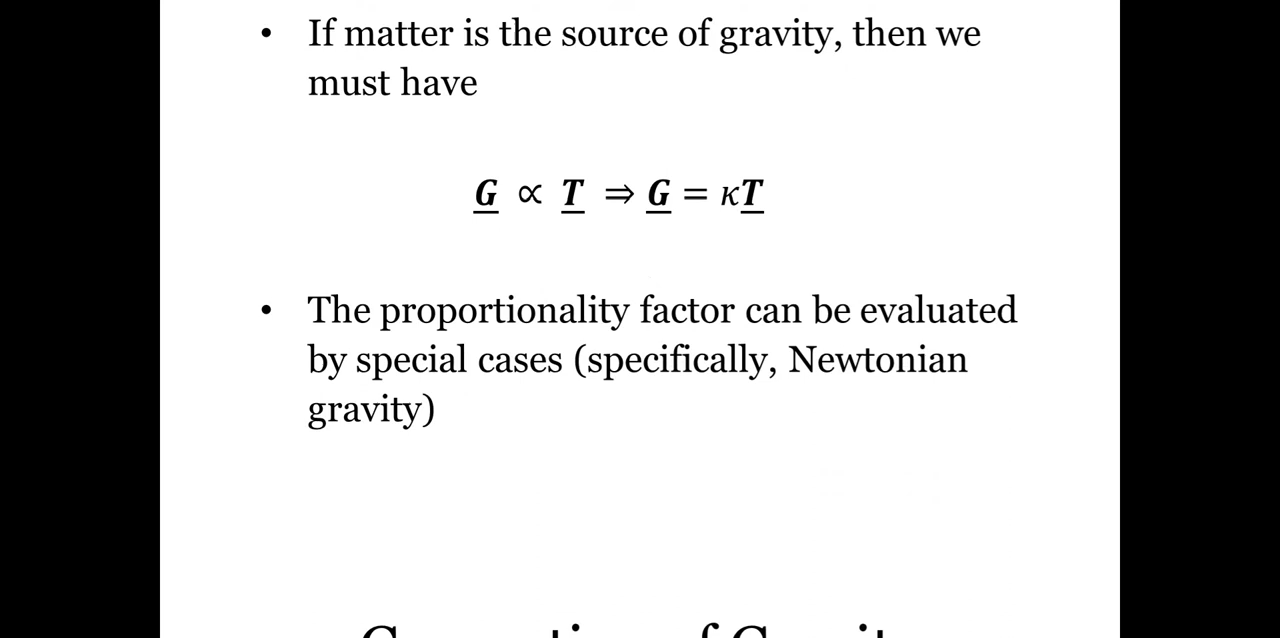 • If matter is the source of gravity, then we
must have
G ∝ T ⇒ G = κT
• The proportionality factor can be evaluated
by special cases (specifically, Newtonian
gravity)